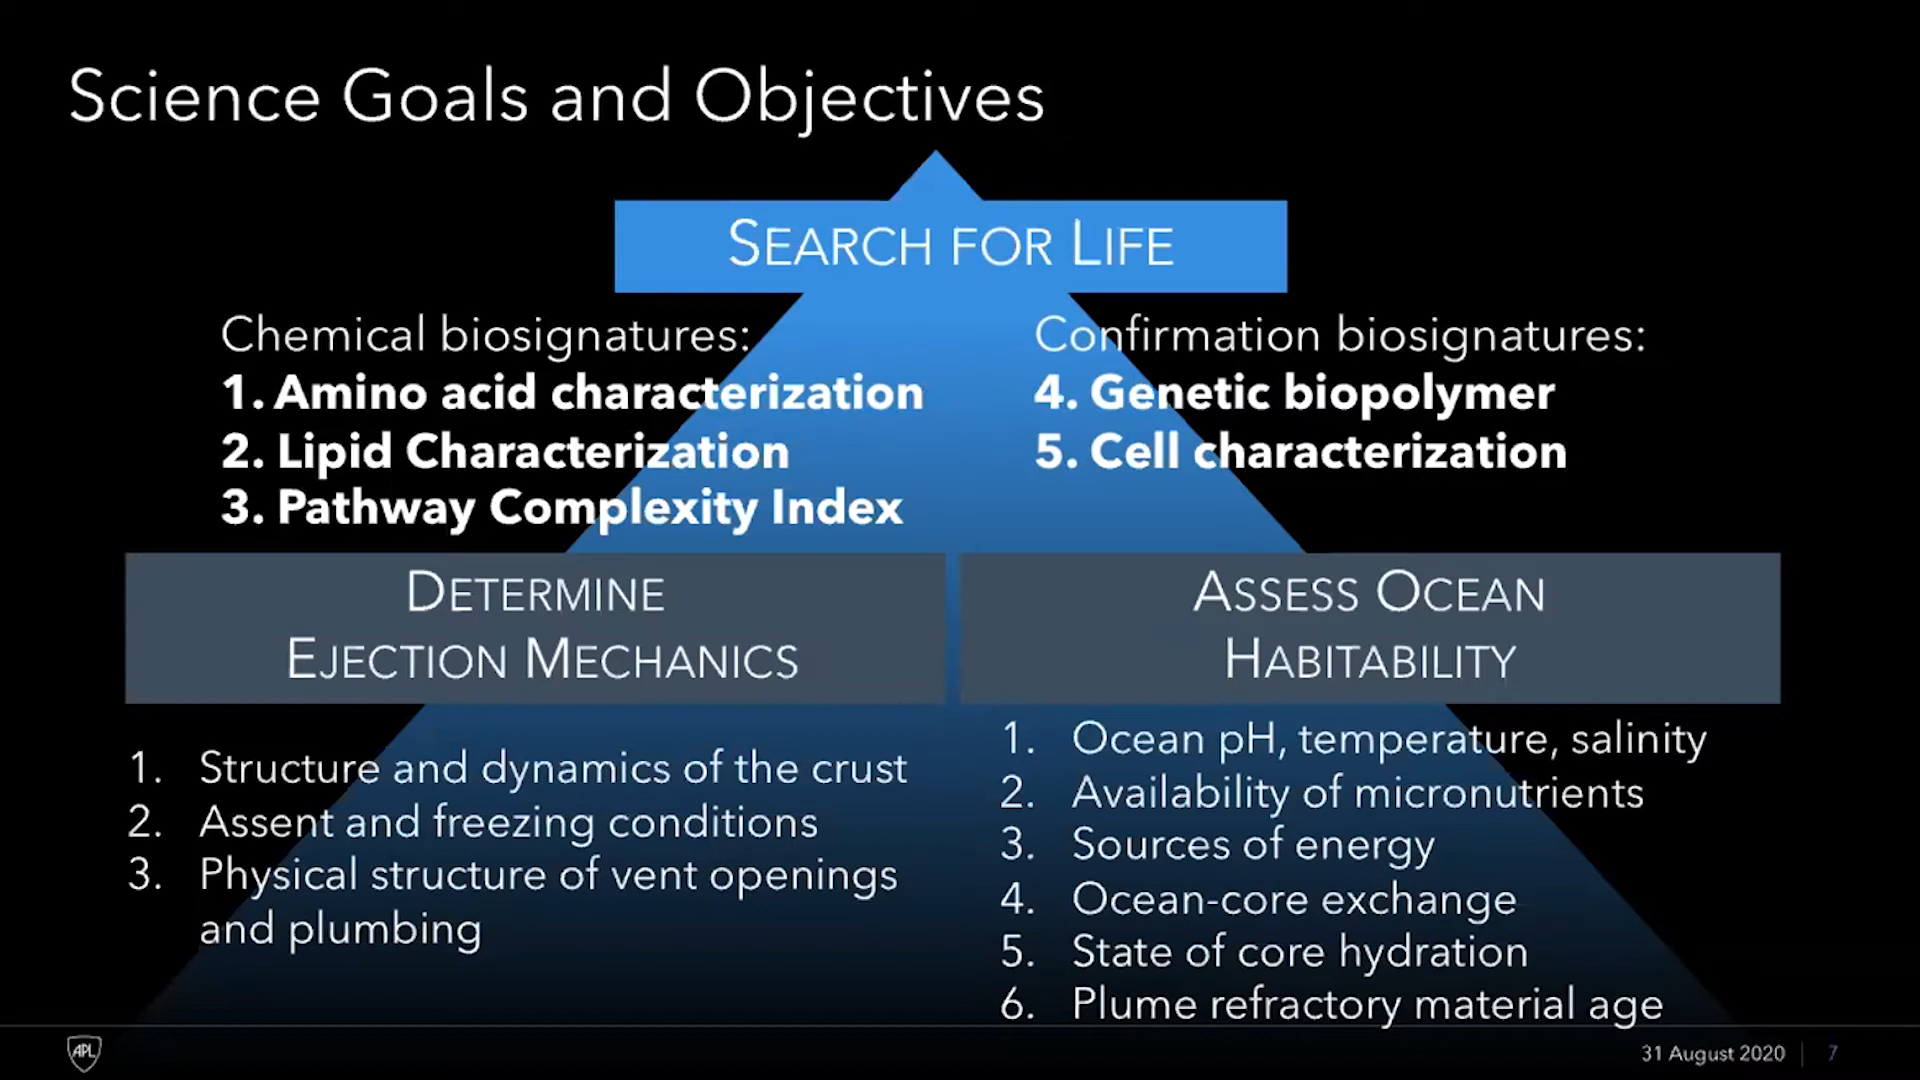 Science Goals and Objectives
SEARCH FOR LIFE
Chemical biosignatures:
1. Amino acid characterization
2. Lipid Characterization
3. Pathway Complexity Index
Confirmation biosignatures:
4. Genetic biopolymer
5. Cell characterization
DETERMINE
EJECTION MECHANICS
1. Structure and dynamics of the crust
2. Assent and freezing conditions
3. Physical structure of vent openings
and plumbing
ASSESS OCEAN
HABITABILITY
1. Ocean pH, temperature, salinity
2. Availability of micronutrients
3. Sources of energy
4. Ocean-core exchange
5. State of core hydration
6. Plume refractory material age
APL
31 August 2020 | 7